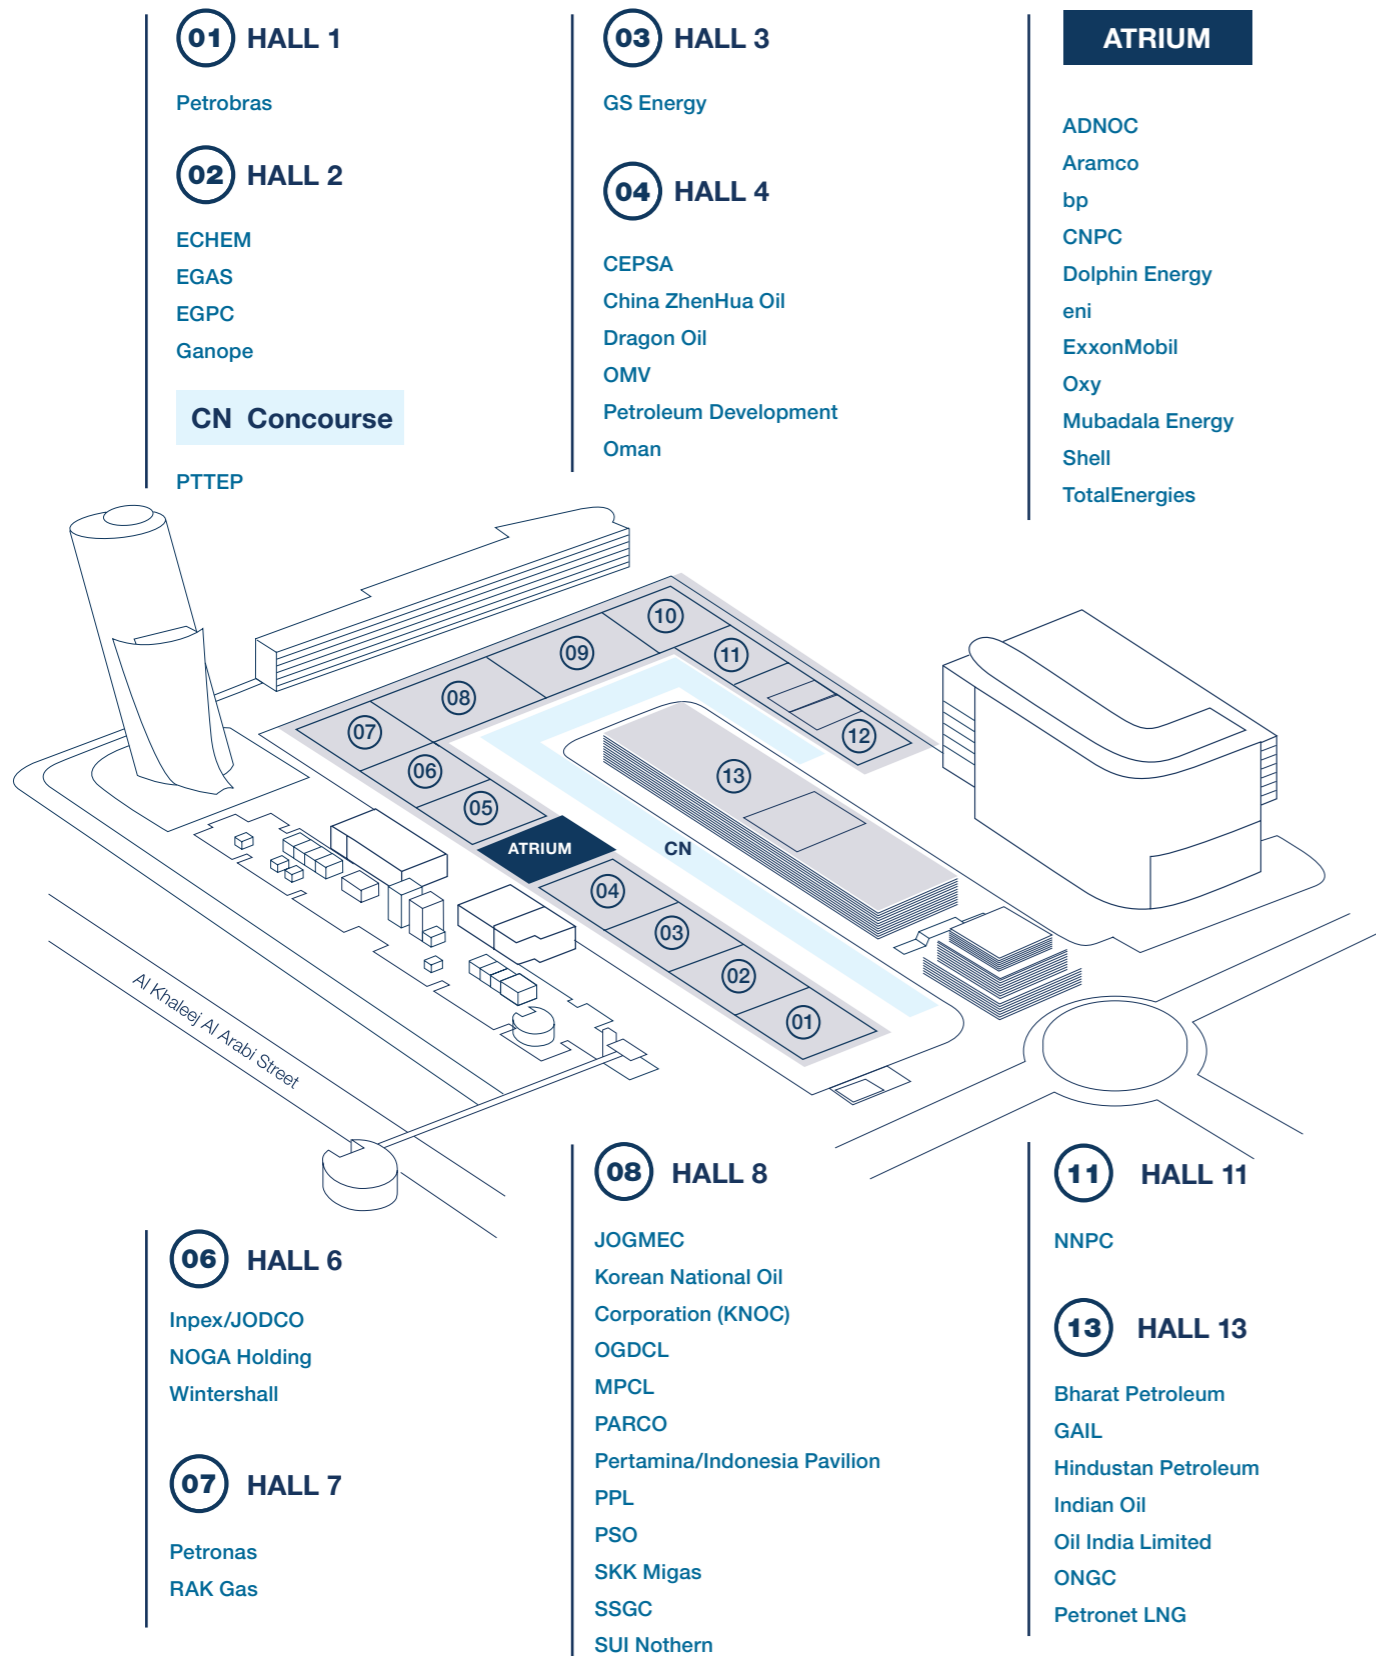 01 HALL 1
Petrobras
02 HALL 2
ECHEM
EGAS
EGPC
Ganope
CN Concourse
PTTEP
03 HALL 3
GS Energy
04 HALL 4
CEPSA
China ZhenHua Oil
Dragon Oil
OMV
Petroleum Development
Oman
ATRIUM
ADNOC
Aramco
bp
CNPC
Dolphin Energy
eni
ExxonMobil
Oxy
Mubadala Energy
Shell
TotalEnergies
10
09
11
08
07
12
06
13
05
ATRIUM
CN
04
03
02
01
Al Khaleej Al Arabi Street
06 HALL 6
Inpex/JODCO
NOGA Holding
Wintershall
07 HALL 7
Petronas
RAK Gas
08 HALL 8
JOGMEC
Korean National Oil
Corporation (KNOC)
OGDCL
MPCL
PARCO
Pertamina/Indonesia Pavilion
PPL
PSO
SKK Migas
SSGC
SUI Nothern
11 HALL 11
NNPC
13 HALL 13
Bharat Petroleum
GAIL
Hindustan Petroleum
Indian Oil
Oil India Limited
ONGC
Petronet LNG